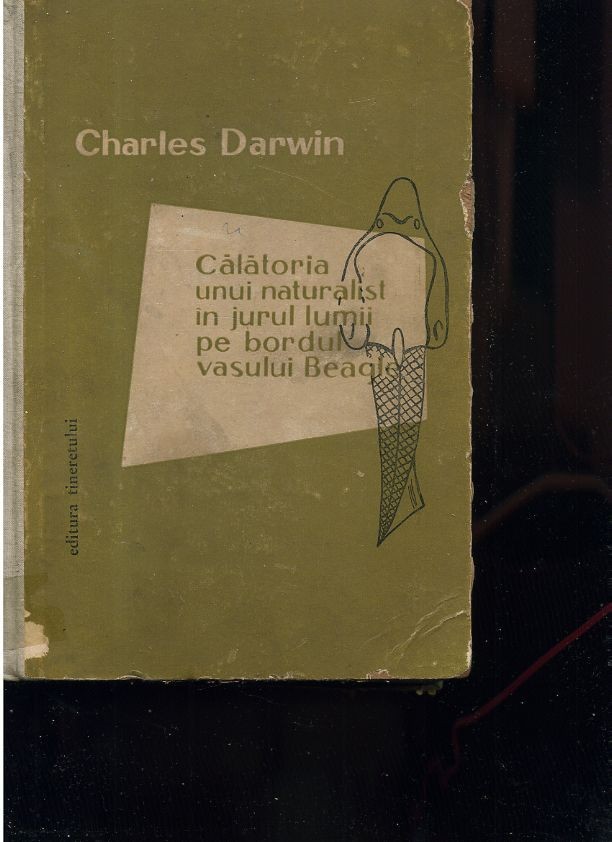 Charles Darwin
Călătoria
unui naturalist
în jurul lumii
pe bordul
vasului Beagle
editura tineretului